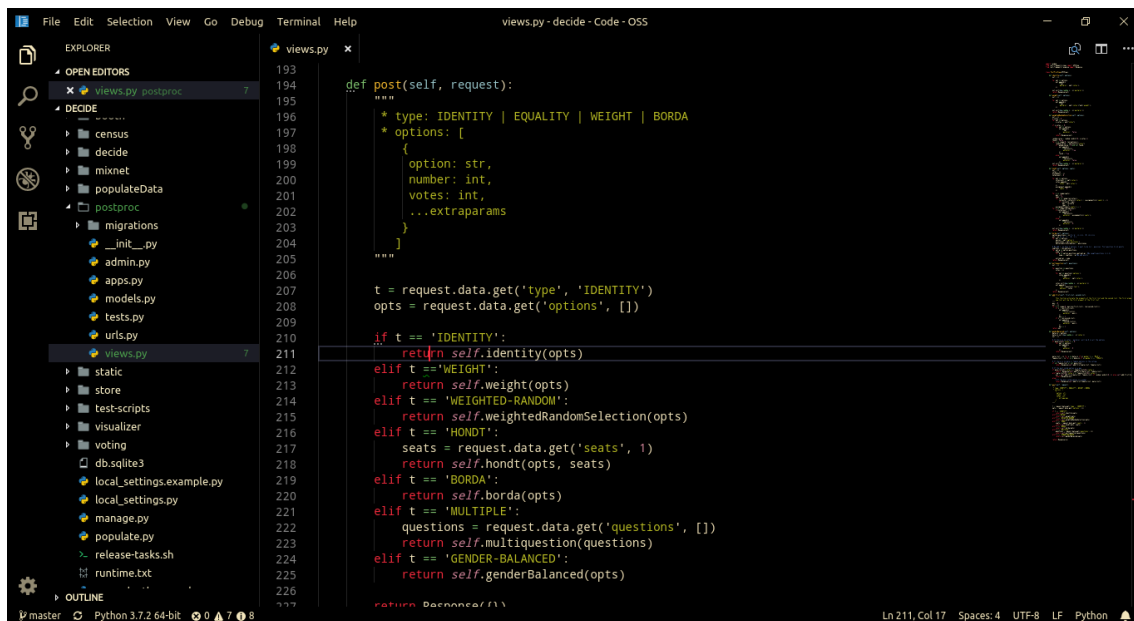 File Edit Selection View Go Debug Terminal Help views.py - decide - Code - OSS
EXPLORER
OPEN EDITORS
views.py postproc 7
DECIDE
census
decide
mixnet
populateData
postproc
migrations
__init__.py
admin.py
apps.py
models.py
tests.py
urls.py
views.py 7
static
store
test-scripts
visualizer
voting
db.sqlite3
local_settings.example.py
local_settings.py
manage.py
populate.py
release-tasks.sh
runtime.txt
OUTLINE
views.py
193
194 def post(self, request):
195 """
196 * type: IDENTITY | EQUALITY | WEIGHT | BORDA
197 * options: [
198 {
199 option: str,
200 number: int,
201 votes: int,
202 ...extraparams
203 }
204 ]
205 """
206
207 t = request.data.get('type', 'IDENTITY')
208 opts = request.data.get('options', [])
209
210 if t == 'IDENTITY':
211 return self.identity(opts)
212 elif t =='WEIGHT':
213 return self.weight(opts)
214 elif t == 'WEIGHTED-RANDOM':
215 return self.weightedRandomSelection(opts)
216 elif t == 'HONDT':
217 seats = request.data.get('seats', 1)
218 return self.hondt(opts, seats)
219 elif t == 'BORDA':
220 return self.borda(opts)
221 elif t == 'MULTIPLE':
222 questions = request.data.get('questions', [])
223 return self.multiquestion(questions)
224 elif t == 'GENDER-BALANCED':
225 return self.genderBalanced(opts)
226
227 return Response({})
master Python 3.7.2 64-bit 0 7 8 Ln 211, Col 17 Spaces: 4 UTF-8 LF Python